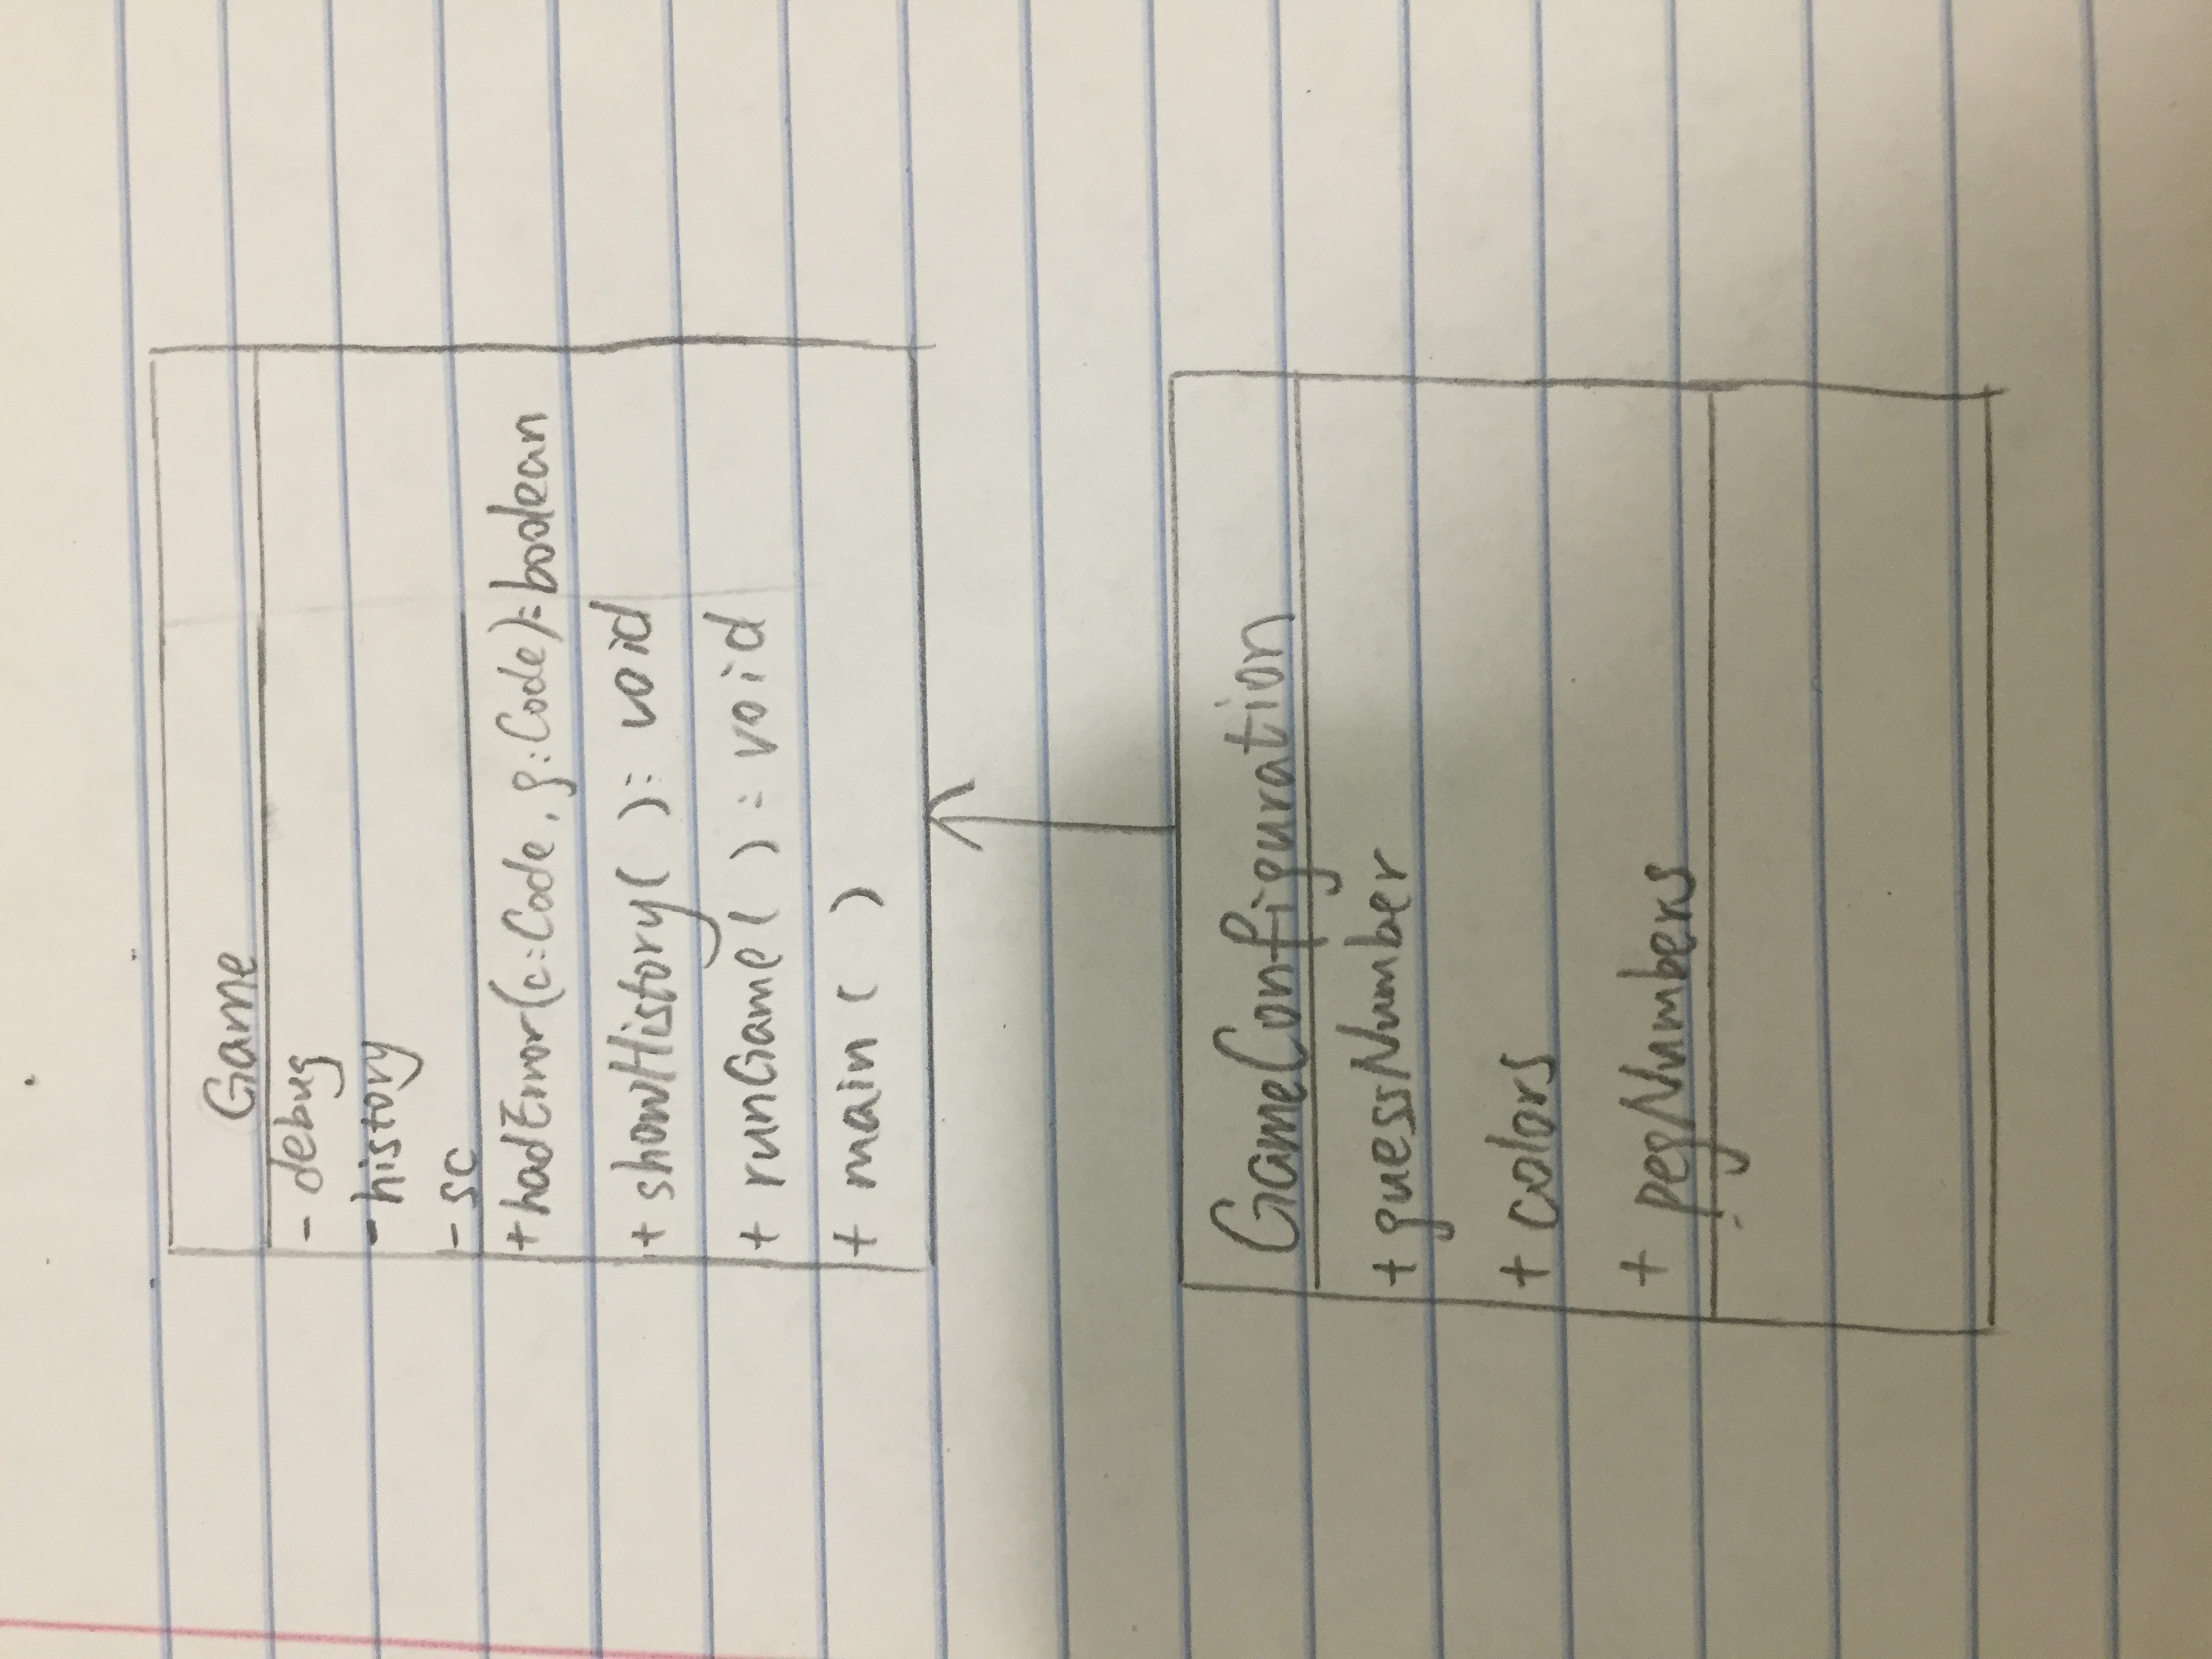 Game
- debug
- history
- sc
+ hadError(c:Code, g:Code):boolean
+ showHistory( ): void
+ runGame( ): void
+ main( )
GameConfiguration
+ guessNumber
+ colors
+ pegNumbers